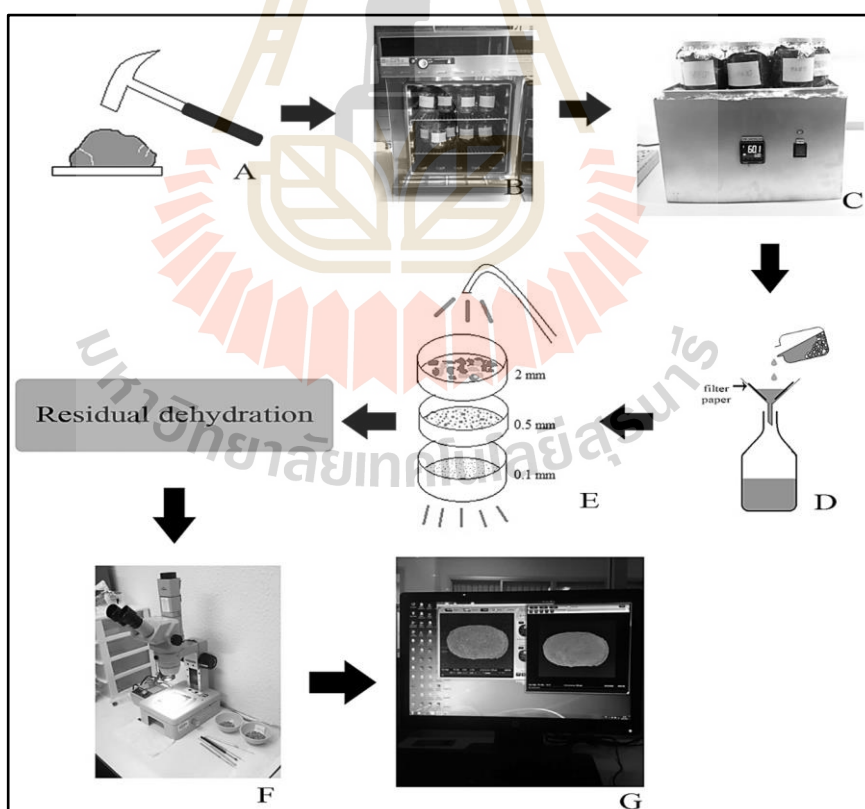 A
B
601
C
2 mm
0.5 mm
0.1 mm
E
filter
paper
D
Residual dehydration
มหาวิทยาลัยเทคโนโลยีสุรนารี
F
G